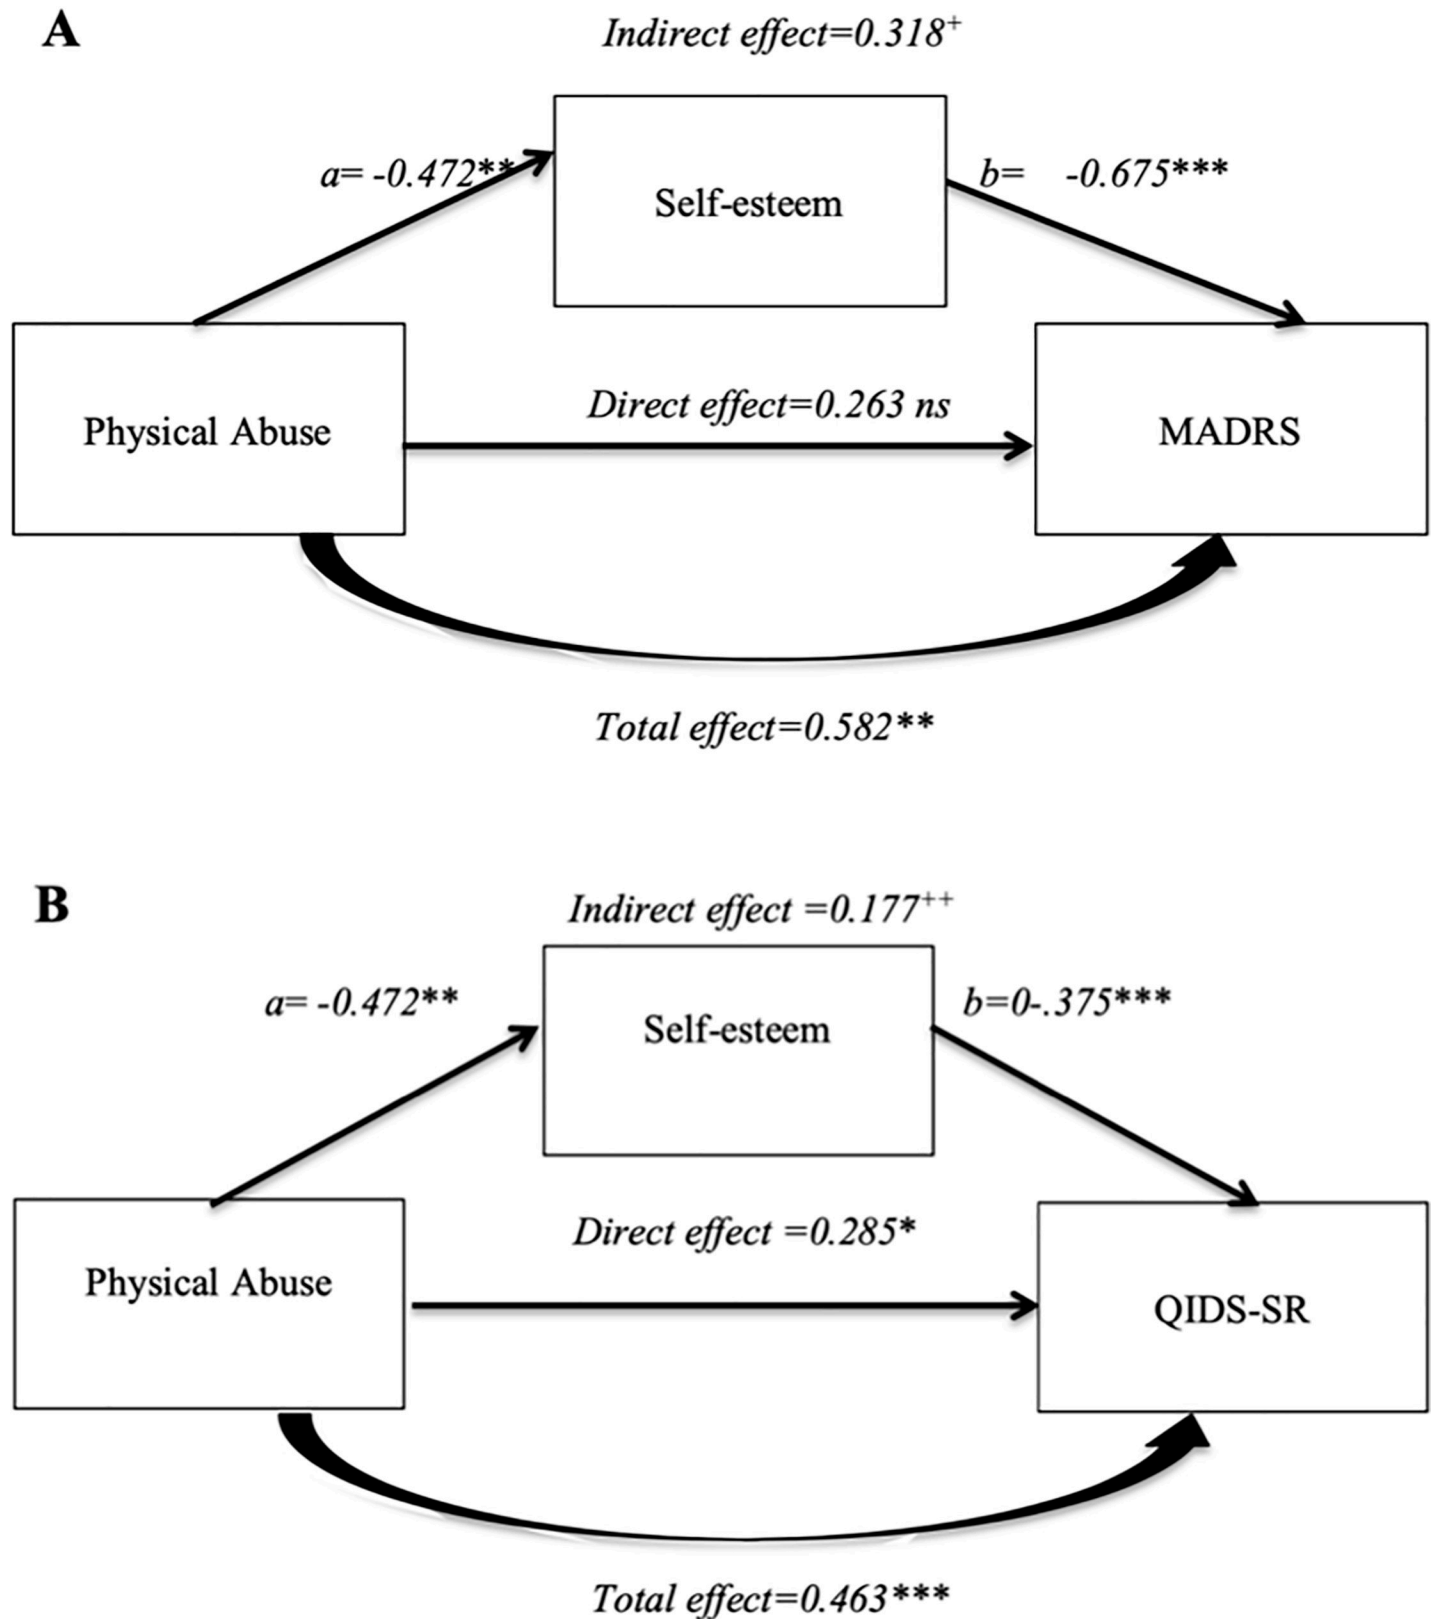 A
Indirect effect=0.318+
a= -0.472**
b= -0.675***
Self-esteem
Physical Abuse
Direct effect=0.263 ns
MADRS
Total effect=0.582**
B
Indirect effect =0.177++
a= -0.472**
b=0-.375***
Self-esteem
Physical Abuse
Direct effect =0.285*
QIDS-SR
Total effect=0.463***